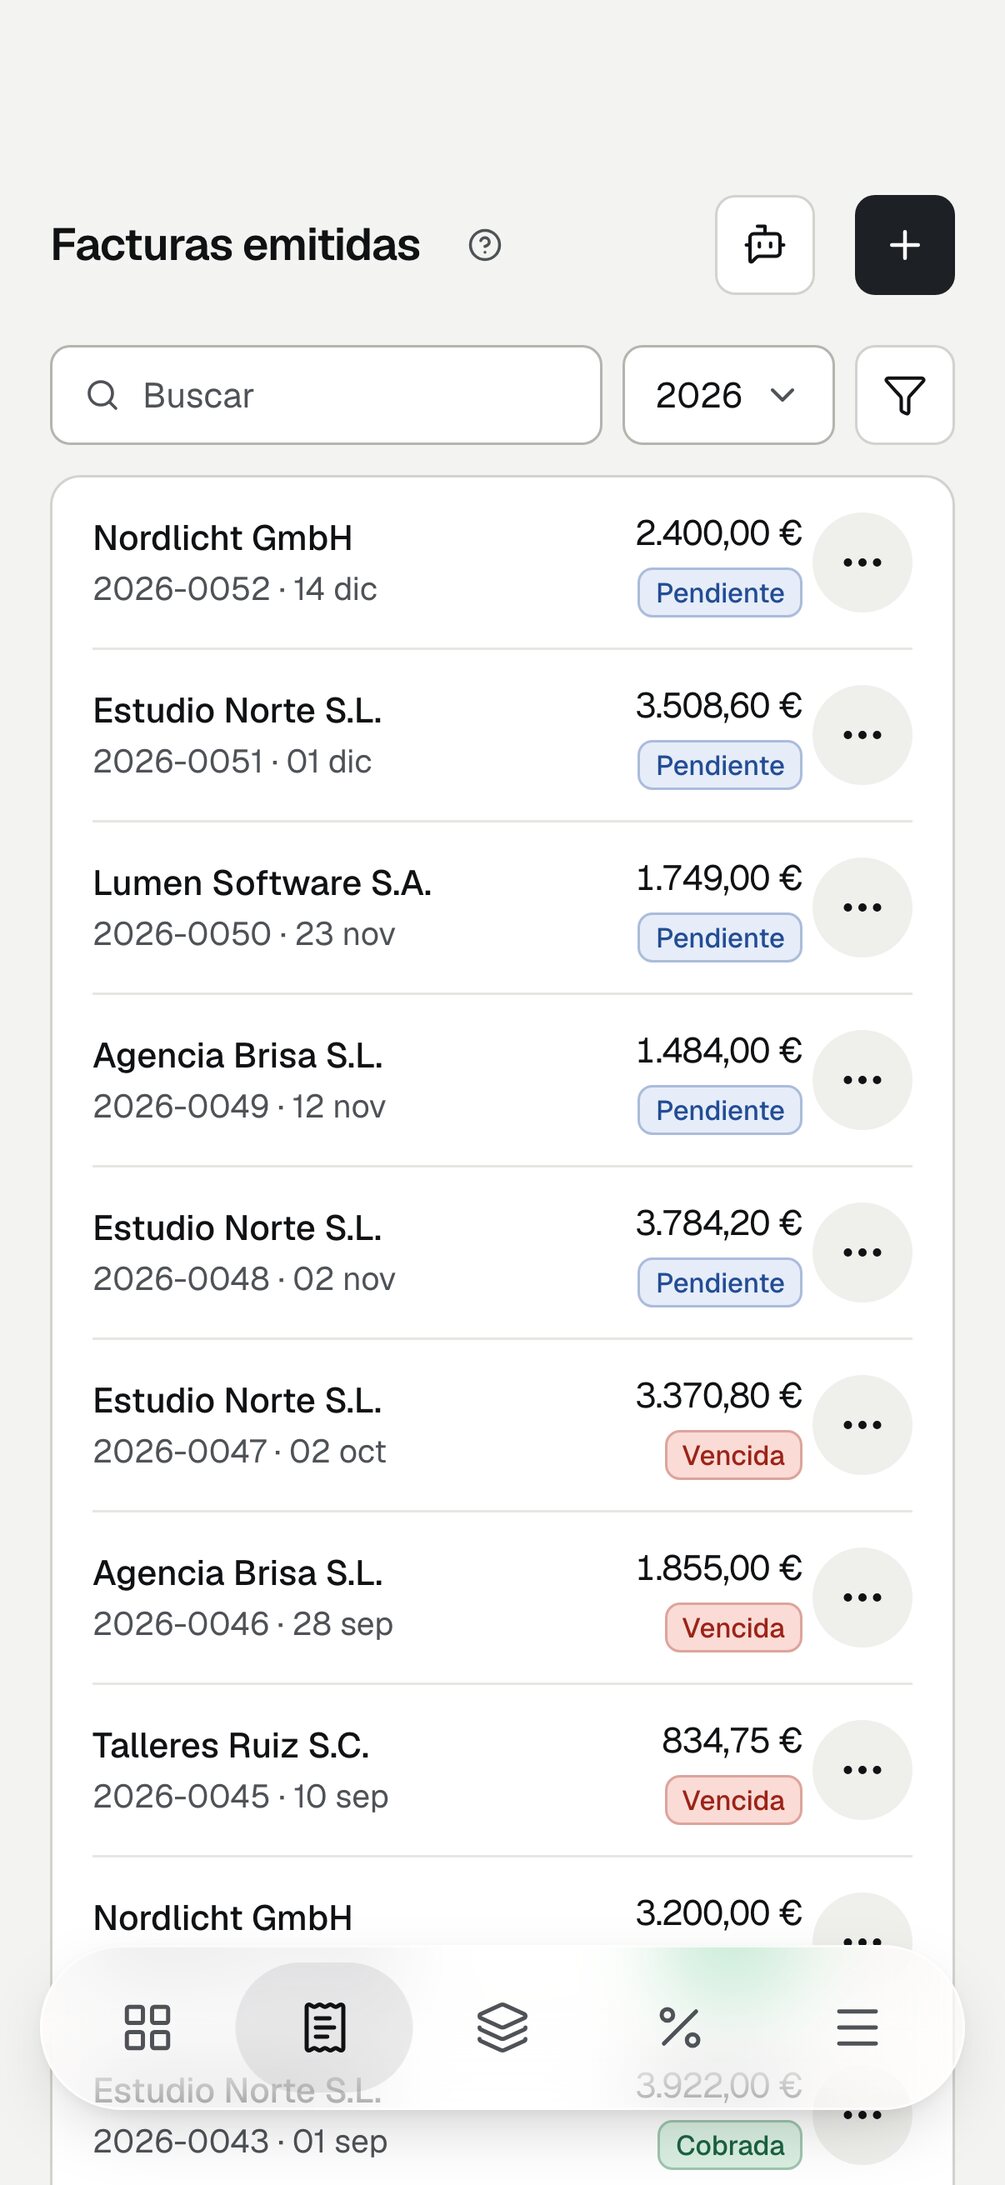 Facturas emitidas
Buscar
2026
Nordlicht GmbH
2.400,00 €
2026-0052 · 14 dic
Pendiente
Estudio Norte S.L.
3.508,60 €
2026-0051 · 01 dic
Pendiente
Lumen Software S.A.
1.749,00 €
2026-0050 · 23 nov
Pendiente
Agencia Brisa S.L.
1.484,00 €
2026-0049 · 12 nov
Pendiente
Estudio Norte S.L.
3.784,20 €
2026-0048 · 02 nov
Pendiente
Estudio Norte S.L.
3.370,80 €
2026-0047 · 02 oct
Vencida
Agencia Brisa S.L.
1.855,00 €
2026-0046 · 28 sep
Vencida
Talleres Ruiz S.C.
834,75 €
2026-0045 · 10 sep
Vencida
Nordlicht GmbH
3.200,00 €
Estudio Norte S.L.
3.922,00 €
2026-0043 · 01 sep
Cobrada